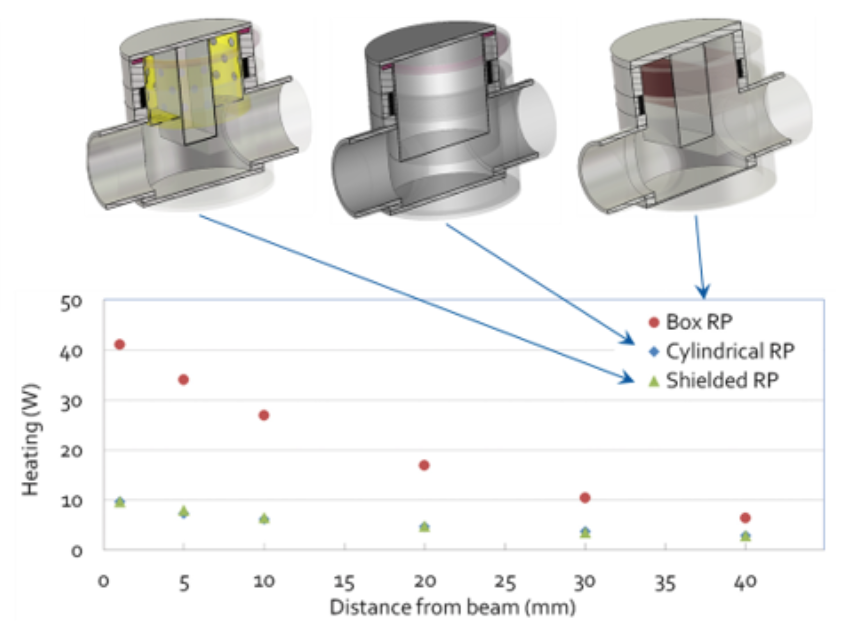 50
40
30
20
10
0
Heating (W)
Box RP
Cylindrical RP
Shielded RP
0 5 10 15 20 25 30 35 40
Distance from beam (mm)